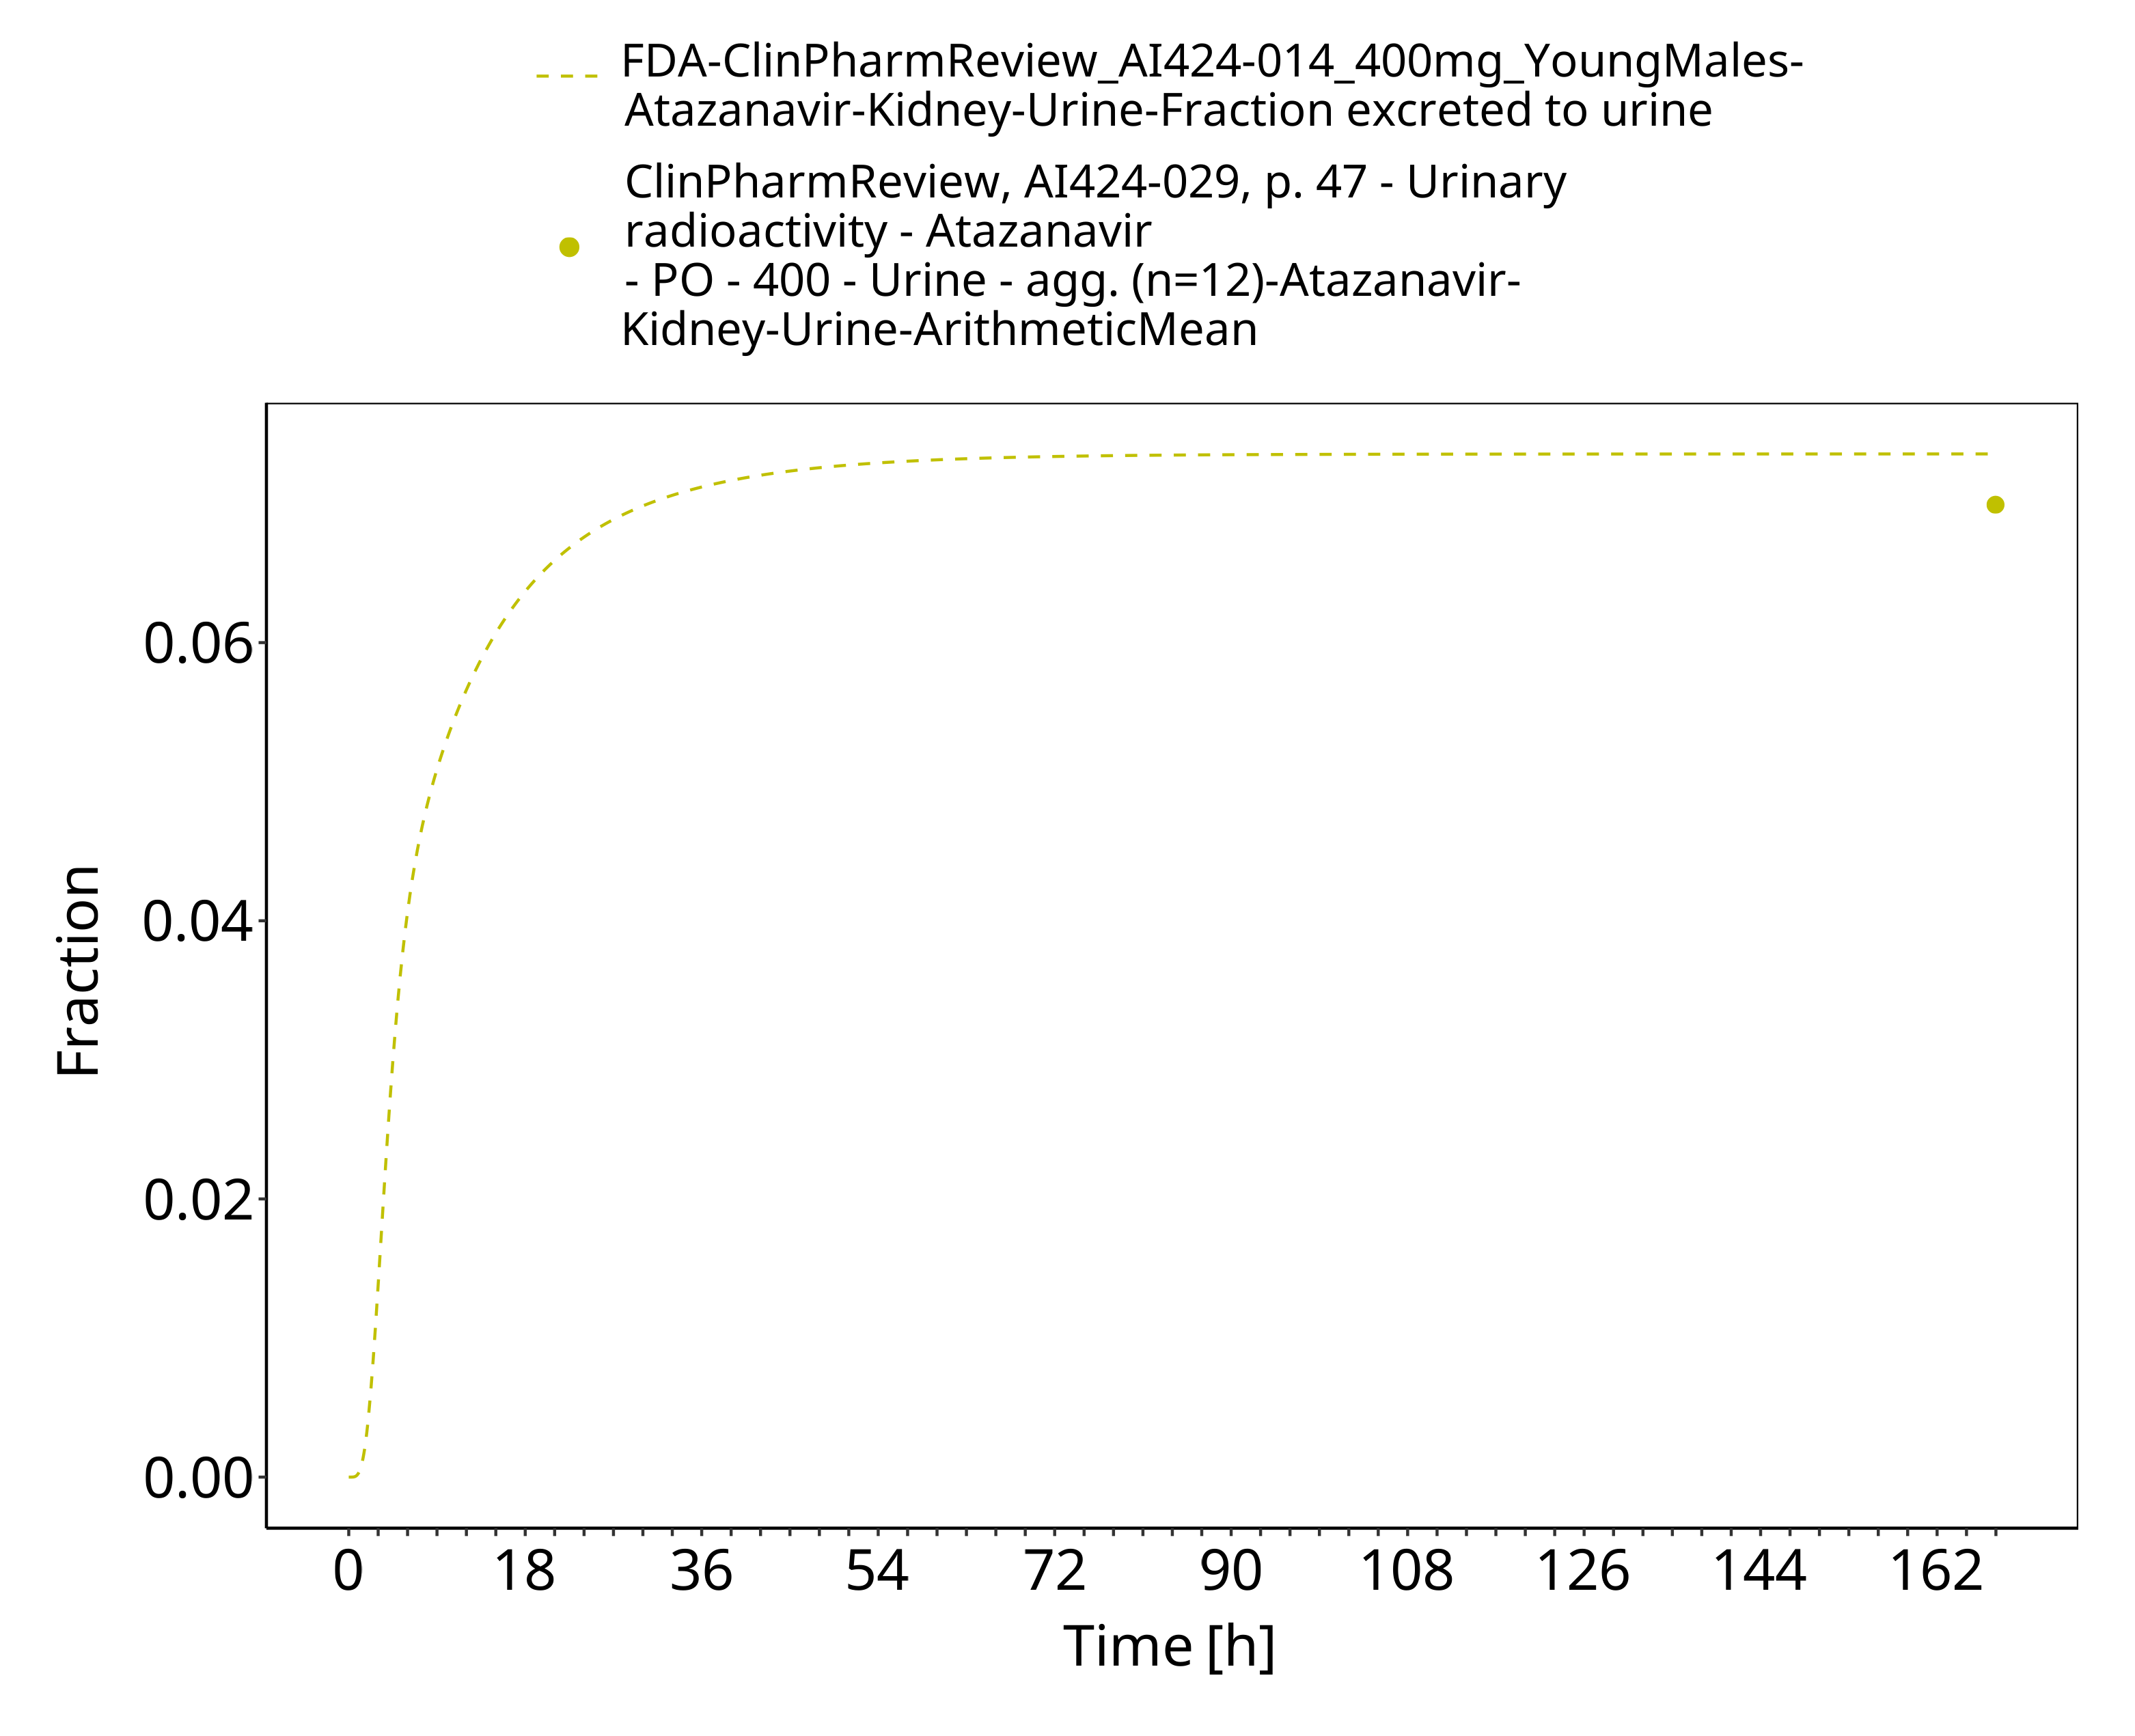 FDA-ClinPharmReview_AI424-014_400mg_YoungMales-
Atazanavir-Kidney-Urine-Fraction excreted to urine
ClinPharmReview, AI424-029, p. 47 - Urinary
radioactivity - Atazanavir
- PO - 400 - Urine - agg. (n=12)-Atazanavir-
Kidney-Urine-ArithmeticMean
0.06
0.04
0.02
0.00
Fraction
0 18 36 54 72 90 108 126 144 162
Time [h]